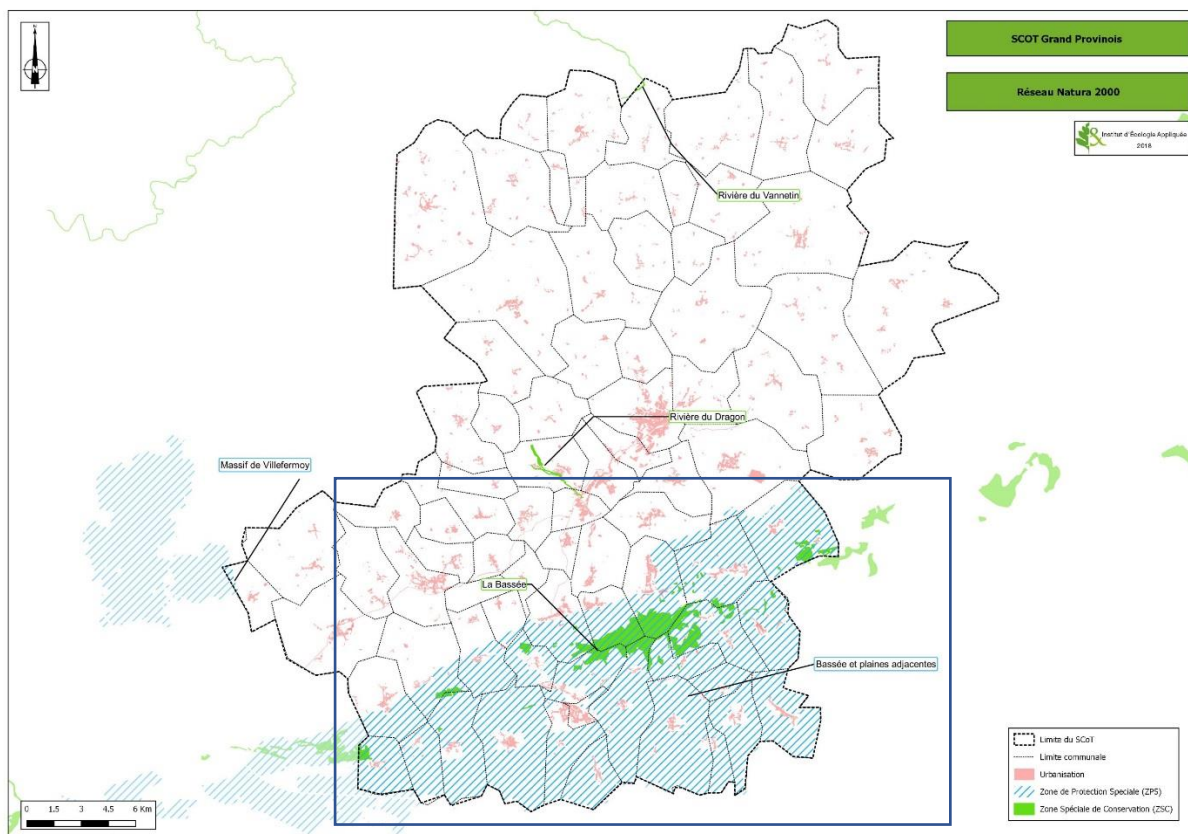 N
SCOT Grand Provinois
Réseau Natura 2000
Institut d'Écologie Appliquée
2018
Rivière du Vannetin
Rivière du Dragon
Massif de Villefermoy
La Bassée
Bassée et plaines adjacentes
Limite du SCoT
Limite communale
Urbanisation
Zone de Protection Speciale (ZPS)
Zone Spéciale de Conservation (ZSC)
0 1.5 3 4.5 6 Km